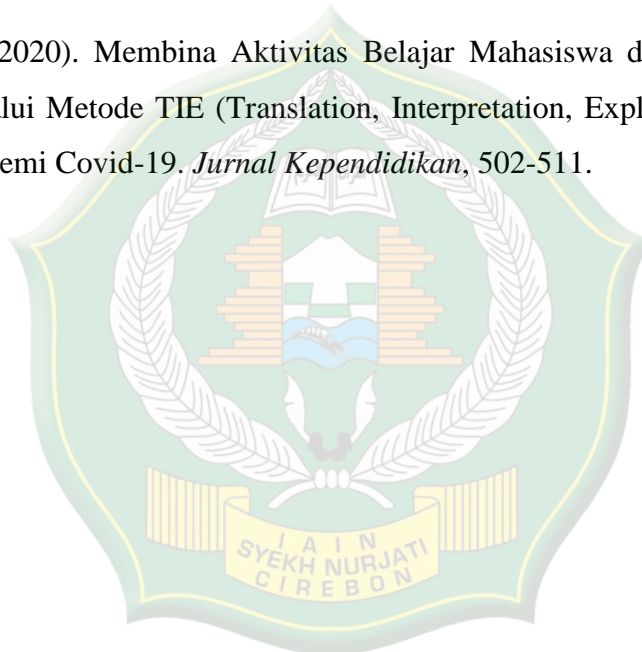 2020). Membina Aktivitas Belajar Mahasiswa d
lui Metode TIE (Translation, Interpretation, Expl
emi Covid-19. Jurnal Kependidikan, 502-511.
IAIN
SYEKH NURJATI
CIREBON